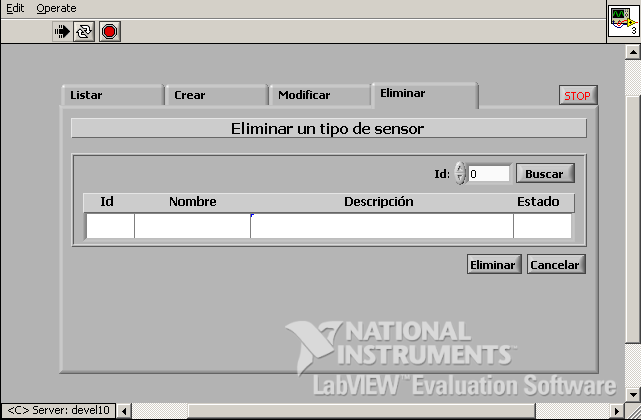 Edit Operate
3
Listar Crear Modificar Eliminar STOP
Eliminar un tipo de sensor
Id: 0 Buscar
Id Nombre Descripción Estado
Eliminar Cancelar
NATIONAL
INSTRUMENTS™
LabVIEW™ Evaluation Software
<C> Server: devel10